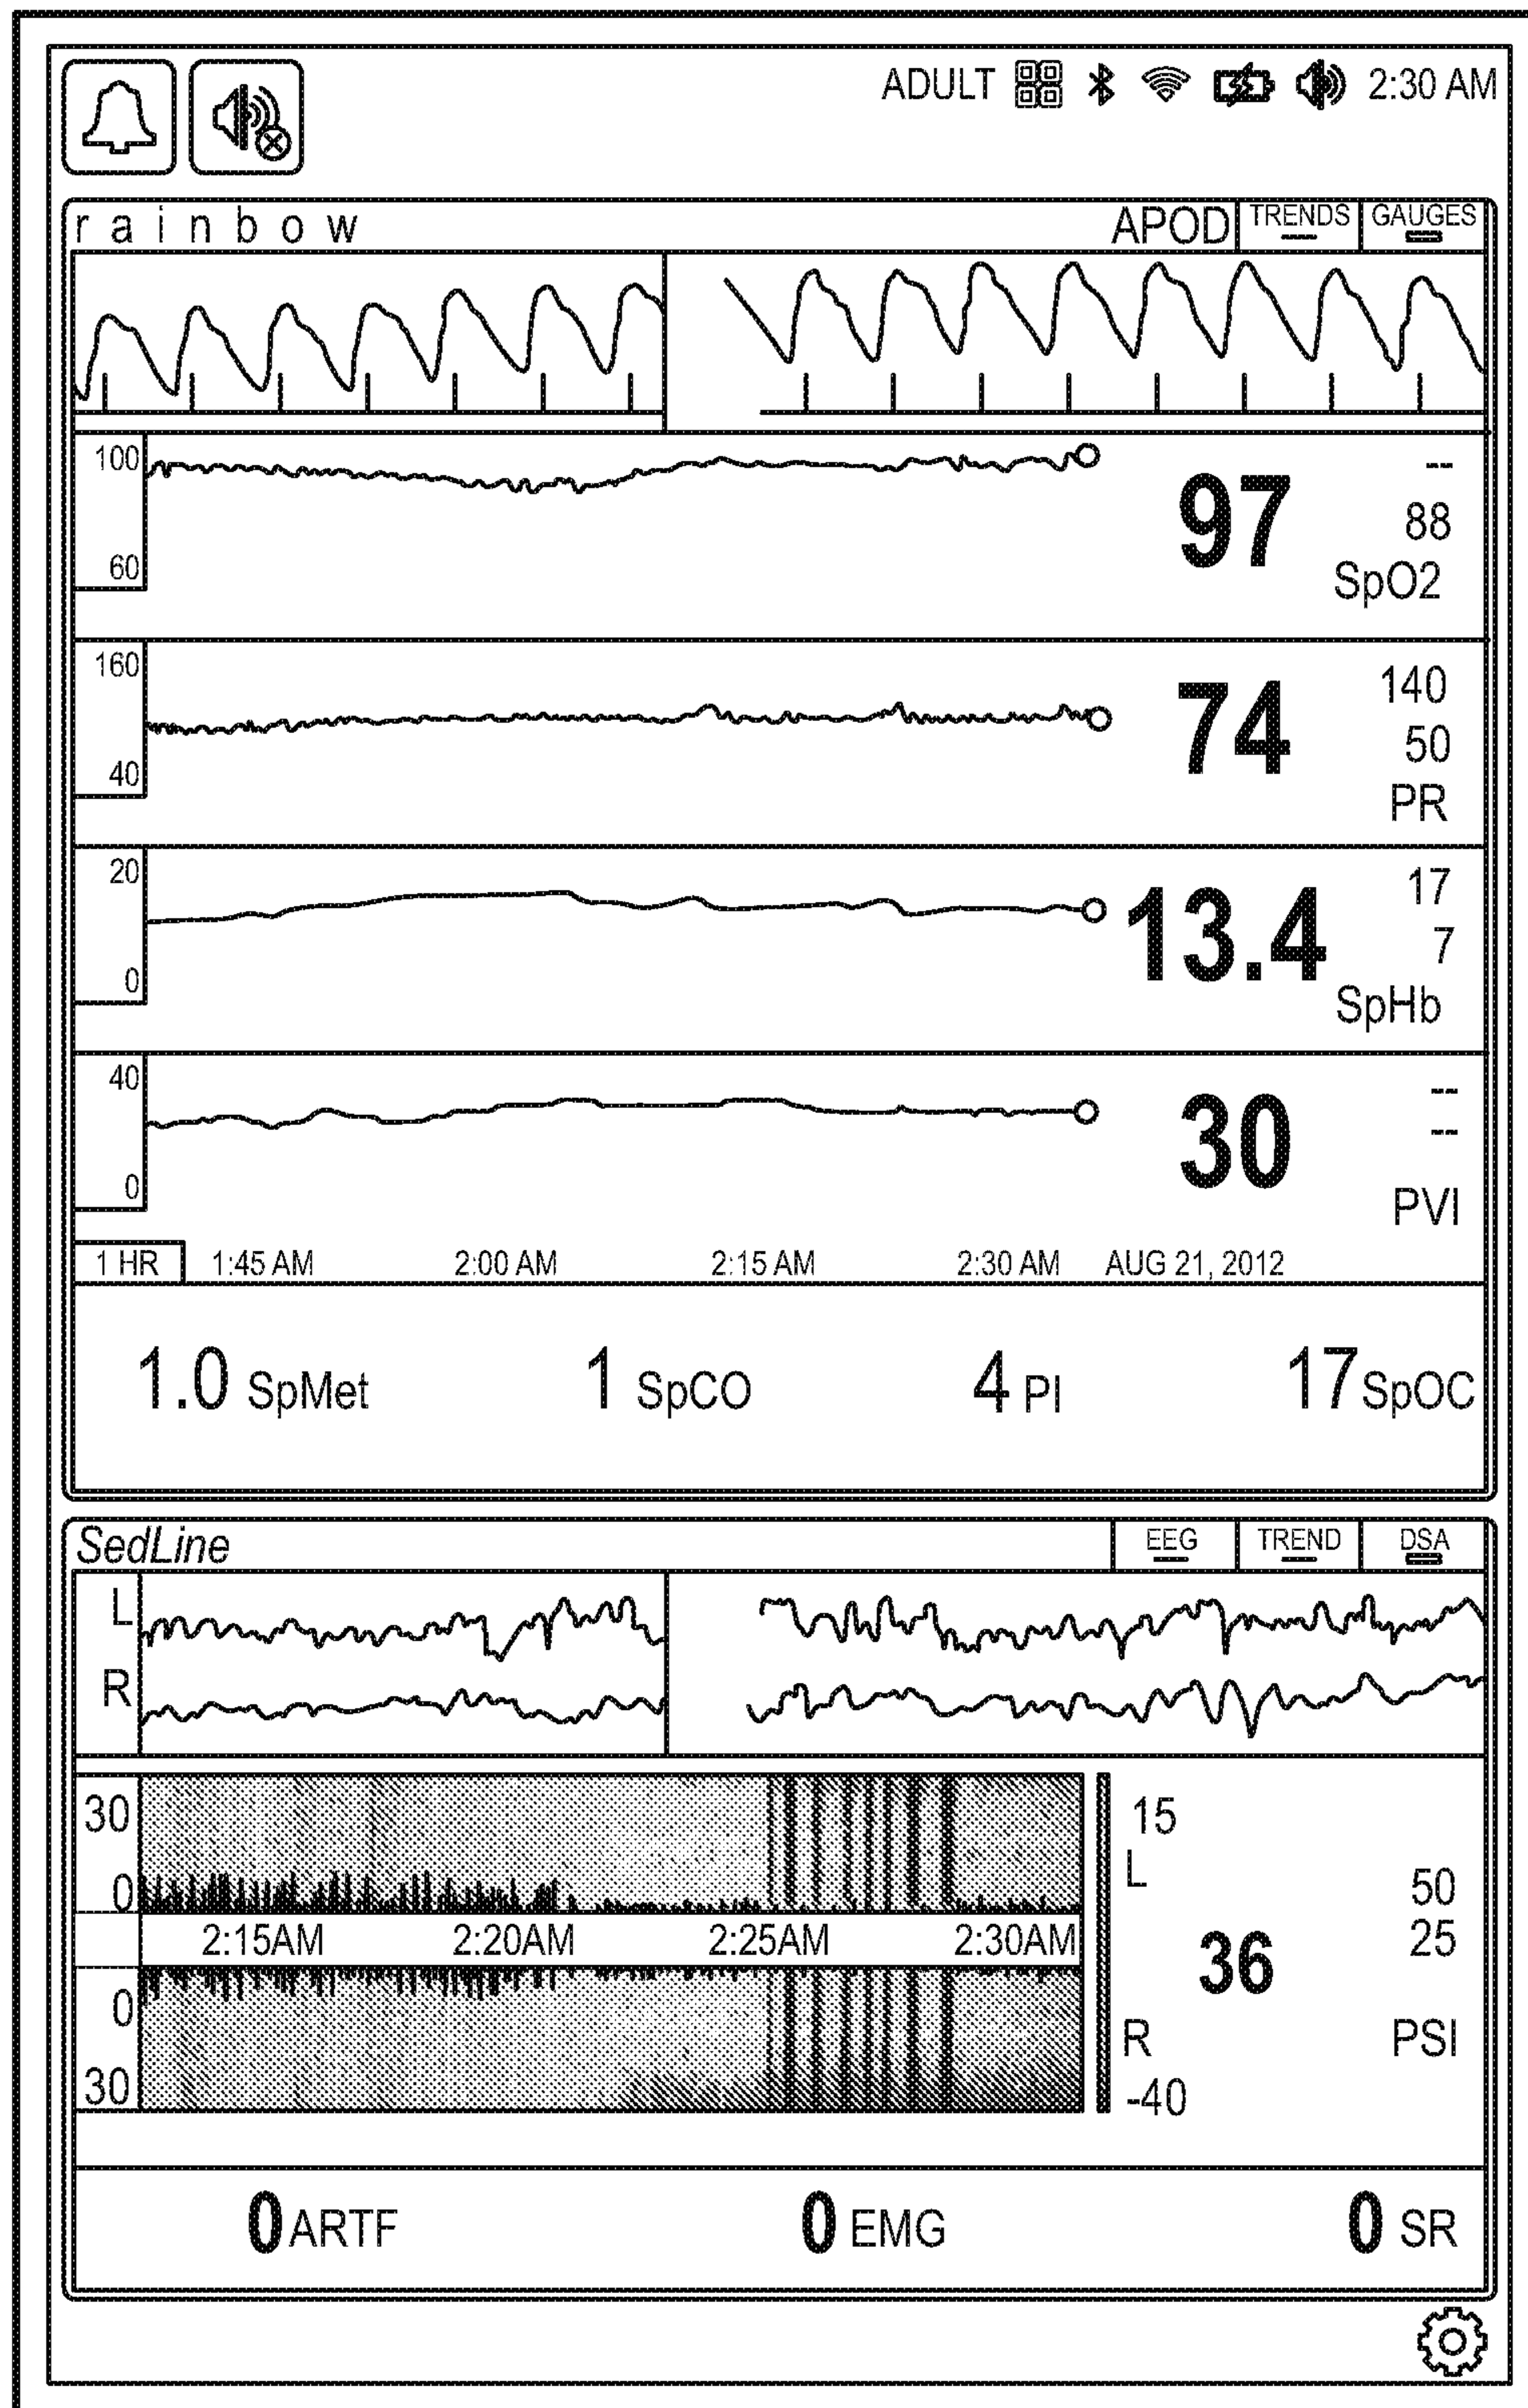 ADULT 2:30 AM
rainbow APOD TRENDS GAUGES
100
60
97
--
88
SpO2
160
40
74
140
50
PR
20
0
13.4
17
7
SpHb
40
0
30
--
--
PVI
1 HR 1:45 AM 2:00 AM 2:15 AM 2:30 AM AUG 21, 2012
1.0 SpMet 1 SpCO 4 PI 17 SpOC
SedLine EEG TREND DSA
L
R
30
0
2:15AM 2:20AM 2:25AM 2:30AM
0
30
15
L
R
-40
36
50
25
PSI
0 ARTF 0 EMG 0 SR